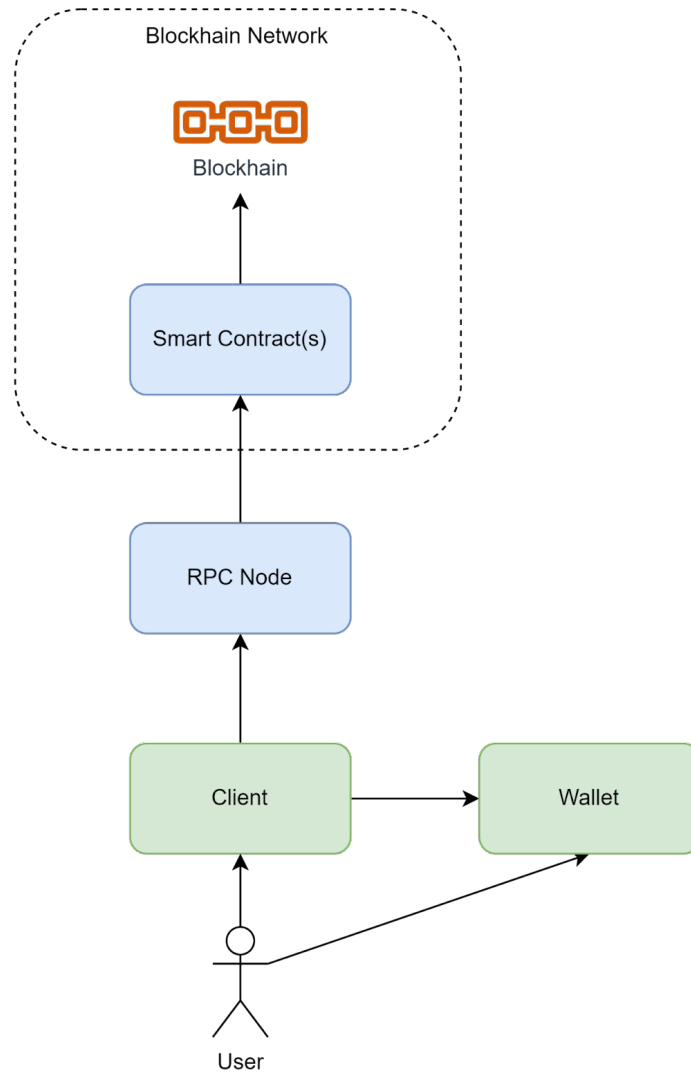 Blockhain Network
Blockhain
Smart Contract(s)
RPC Node
Client
Wallet
User